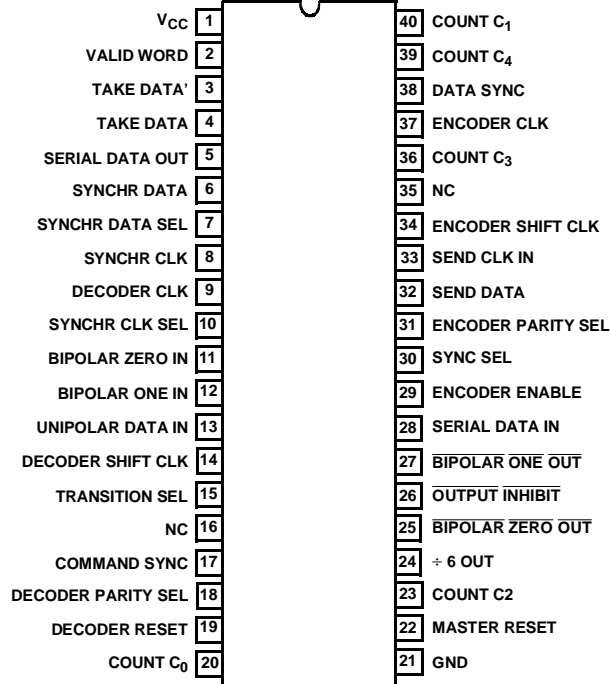 V_CC 1
VALID WORD 2
TAKE DATA’ 3
TAKE DATA 4
SERIAL DATA OUT 5
SYNCHR DATA 6
SYNCHR DATA SEL 7
SYNCHR CLK 8
DECODER CLK 9
SYNCHR CLK SEL 10
BIPOLAR ZERO IN 11
BIPOLAR ONE IN 12
UNIPOLAR DATA IN 13
DECODER SHIFT CLK 14
TRANSITION SEL 15
NC 16
COMMAND SYNC 17
DECODER PARITY SEL 18
DECODER RESET 19
COUNT C₀ 20
40 COUNT C₁
39 COUNT C₄
38 DATA SYNC
37 ENCODER CLK
36 COUNT C₃
35 NC
34 ENCODER SHIFT CLK
33 SEND CLK IN
32 SEND DATA
31 ENCODER PARITY SEL
30 SYNC SEL
29 ENCODER ENABLE
28 SERIAL DATA IN
27 BIPOLAR ONE OUT
26 OUTPUT INHIBIT
25 BIPOLAR ZERO OUT
24 ÷ 6 OUT
23 COUNT C2
22 MASTER RESET
21 GND